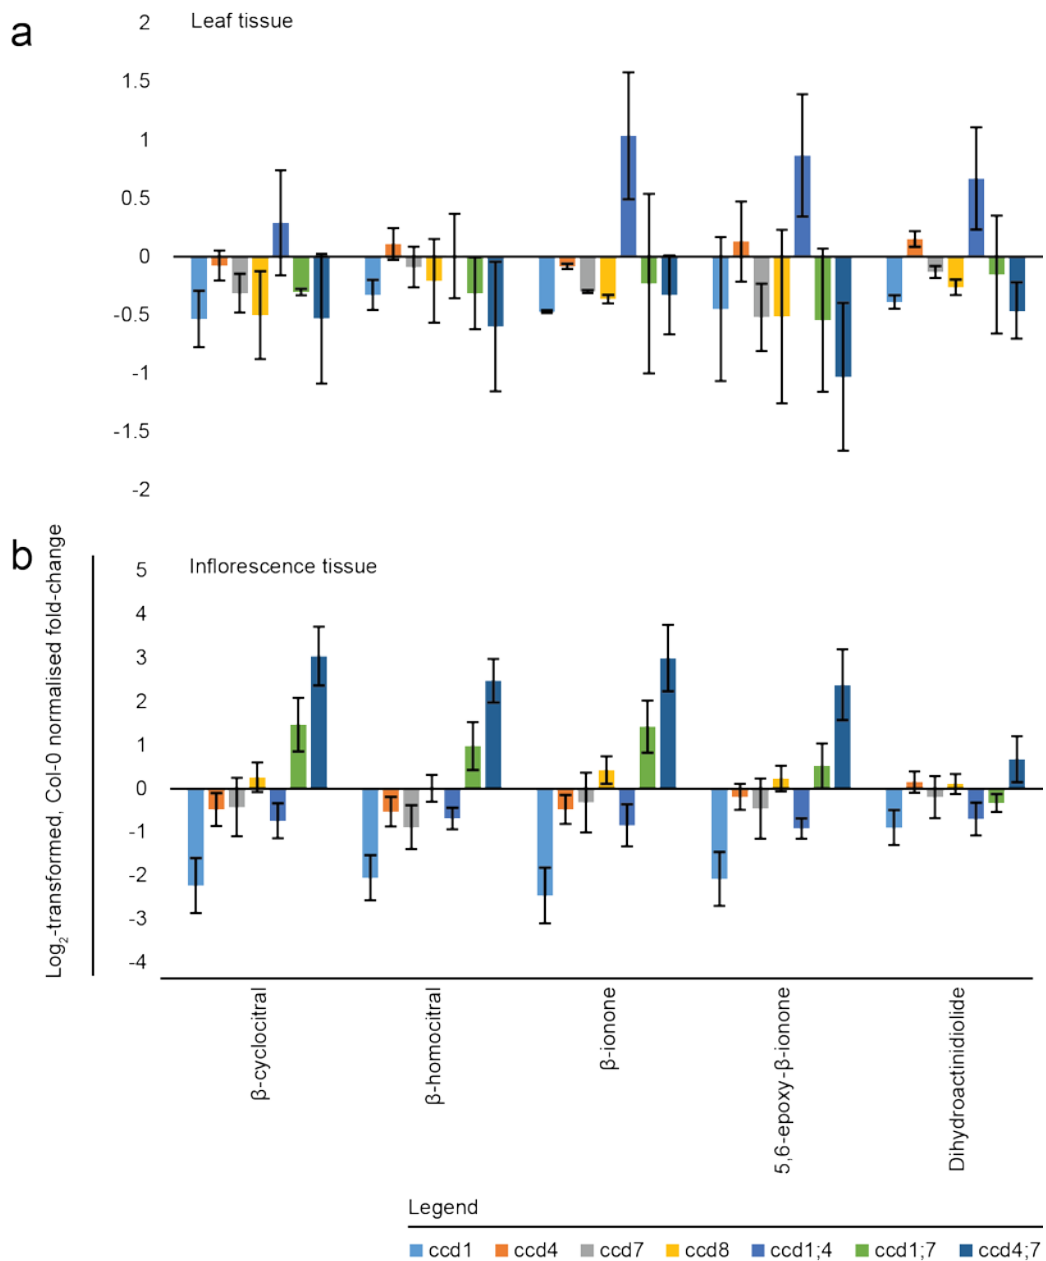 a
Leaf tissue
2
1.5
1
0.5
0
-0.5
-1
-1.5
-2
b
Inflorescence tissue
Log2-transformed, Col-0 normalised fold-change
5
4
3
2
1
0
-1
-2
-3
-4
β-cyclocitral
β-homocitral
β-ionone
5,6-epoxy-β-ionone
Dihydroactinidiolide
Legend
ccd1 ccd4 ccd7 ccd8 ccd1;4 ccd1;7 ccd4;7